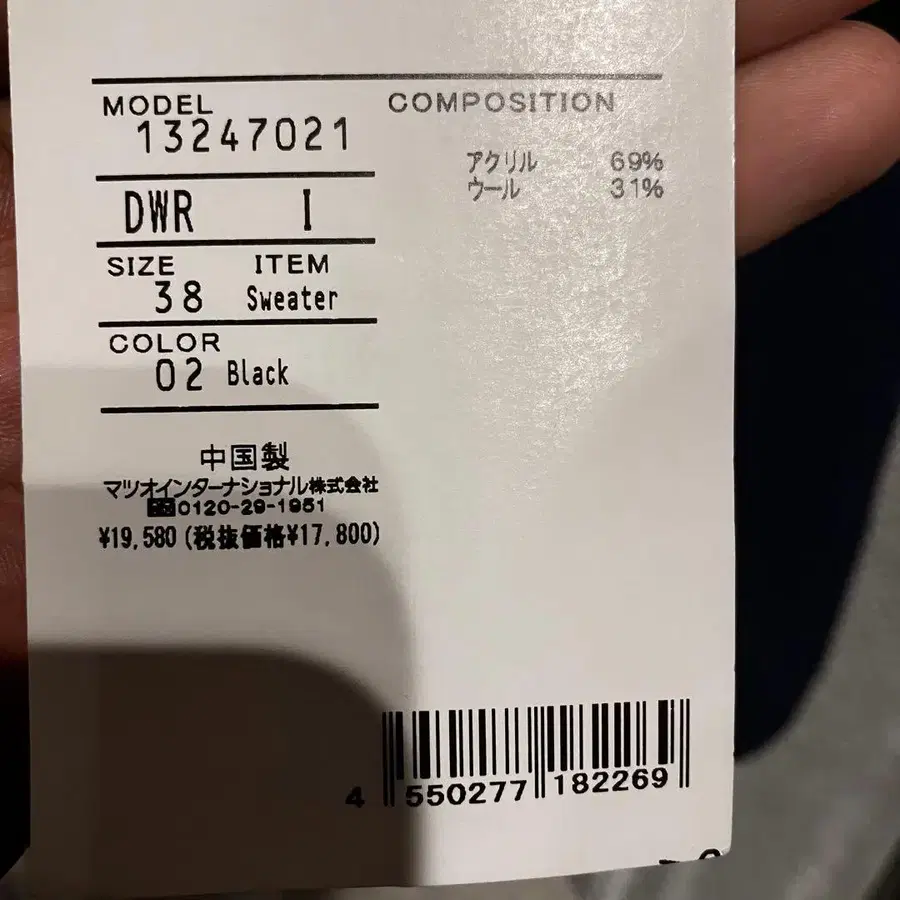 MODEL
13247021
DWR I
SIZE ITEM
38 Sweater
COLOR
02 Black
COMPOSITION
アクリル 69%
ウール 31%
中国製
マツオインターナショナル株式会社
0120-29-1951
¥19,580 (税抜価格¥17,800)
4 550277 182269